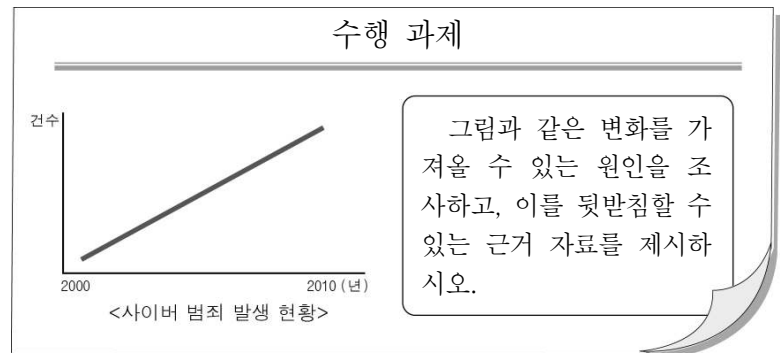 수행 과제
건수
2000
2010 (년)
<사이버 범죄 발생 현황>
그림과 같은 변화를 가
져올 수 있는 원인을 조
사하고, 이를 뒷받침할 수
있는 근거 자료를 제시하
시오.